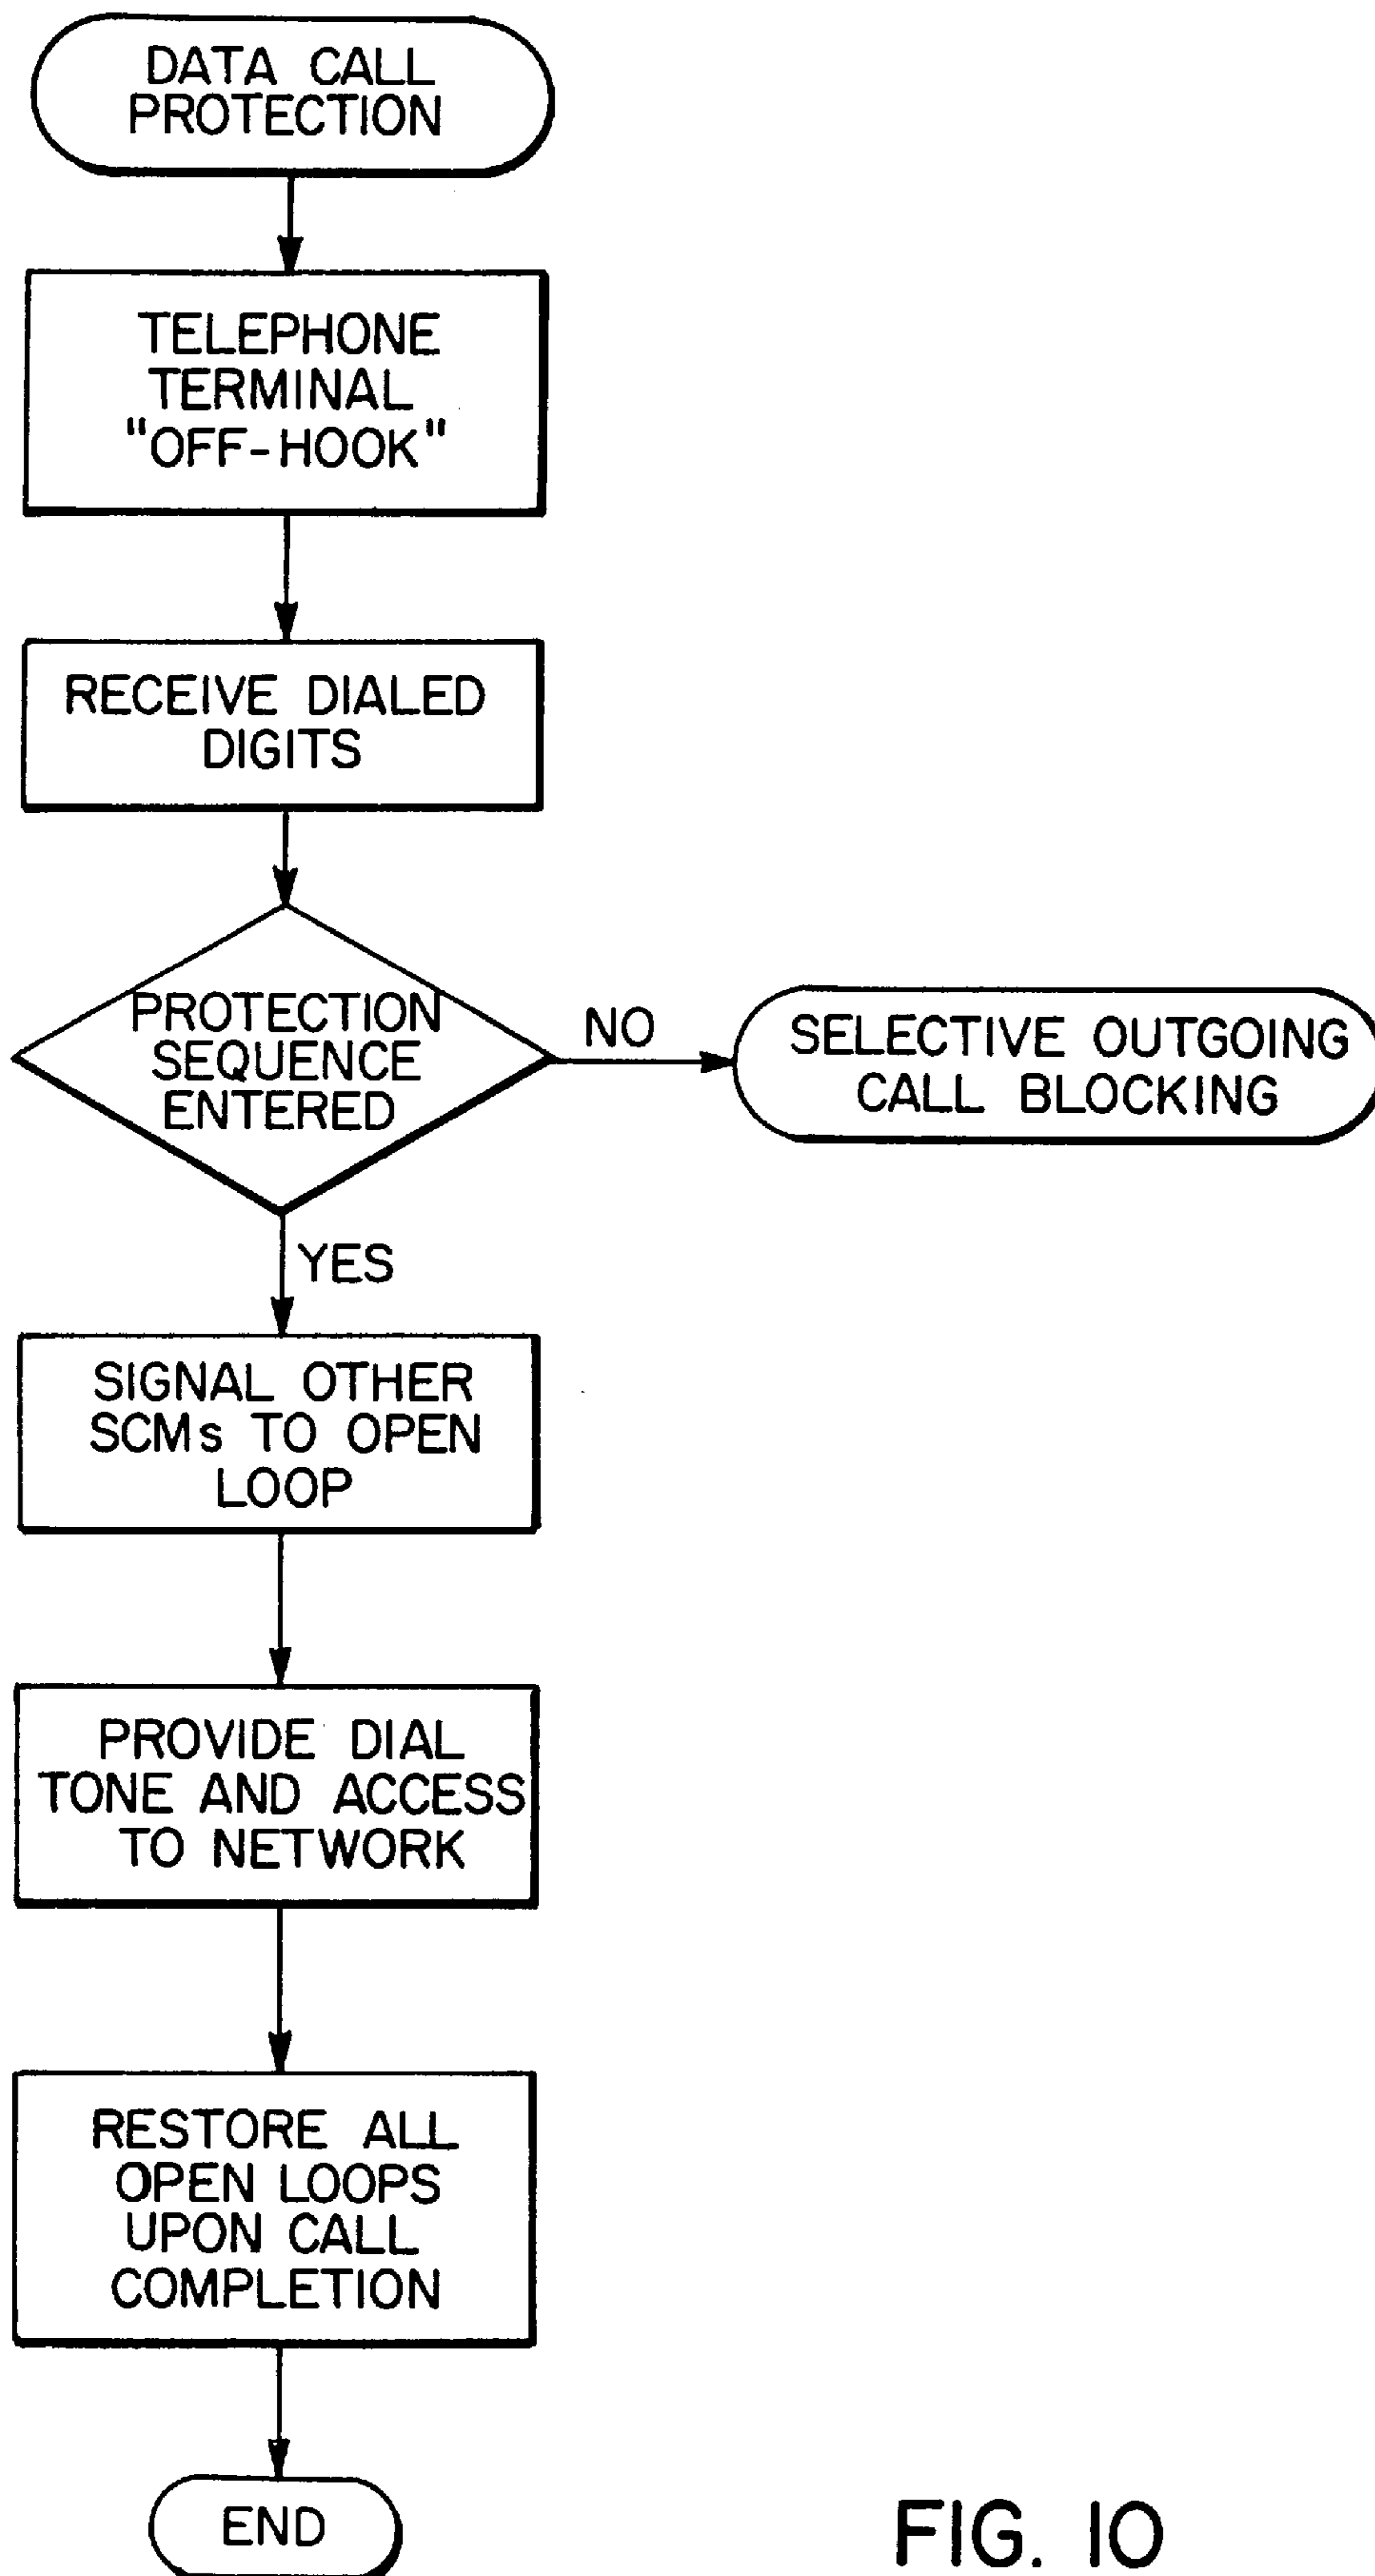 DATA CALL
PROTECTION
TELEPHONE
TERMINAL
"OFF-HOOK"
RECEIVE DIALED
DIGITS
PROTECTION
SEQUENCE
ENTERED
NO
SELECTIVE OUTGOING
CALL BLOCKING
YES
SIGNAL OTHER
SCMs TO OPEN
LOOP
PROVIDE DIAL
TONE AND ACCESS
TO NETWORK
RESTORE ALL
OPEN LOOPS
UPON CALL
COMPLETION
END
FIG. 10